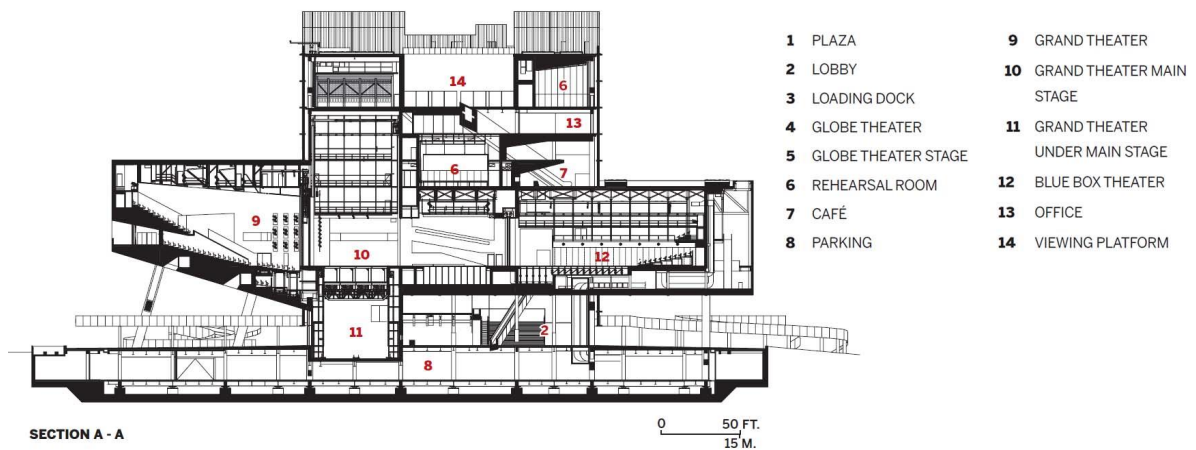 14
6
13
6
7
9
10
12
11
2
8
SECTION A - A
0 50 FT.
15 M.
1 PLAZA
2 LOBBY
3 LOADING DOCK
4 GLOBE THEATER
5 GLOBE THEATER STAGE
6 REHEARSAL ROOM
7 CAFÉ
8 PARKING
9 GRAND THEATER
10 GRAND THEATER MAIN
STAGE
11 GRAND THEATER
UNDER MAIN STAGE
12 BLUE BOX THEATER
13 OFFICE
14 VIEWING PLATFORM